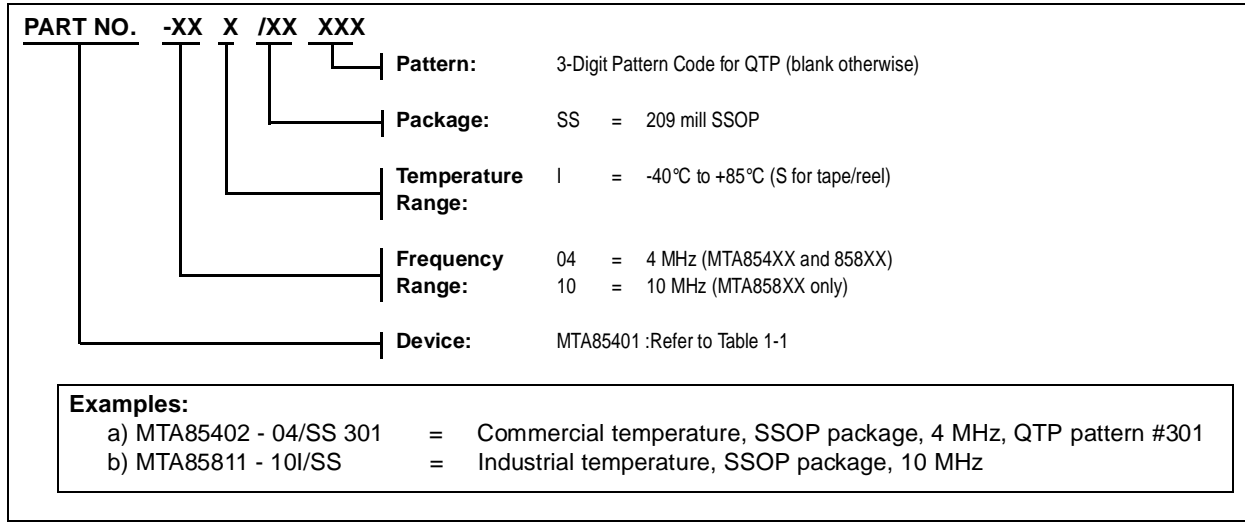 PART NO. -XX X /XX XXX
Pattern: 3-Digit Pattern Code for QTP (blank otherwise)
Package: SS = 209 mill SSOP
Temperature I = -40°C to +85°C (S for tape/reel)
Range:
Frequency 04 = 4 MHz (MTA854XX and 858XX)
Range: 10 = 10 MHz (MTA858XX only)
Device: MTA85401 :Refer to Table 1-1
Examples:
a) MTA85402 - 04/SS 301 = Commercial temperature, SSOP package, 4 MHz, QTP pattern #301
b) MTA85811 - 10I/SS = Industrial temperature, SSOP package, 10 MHz